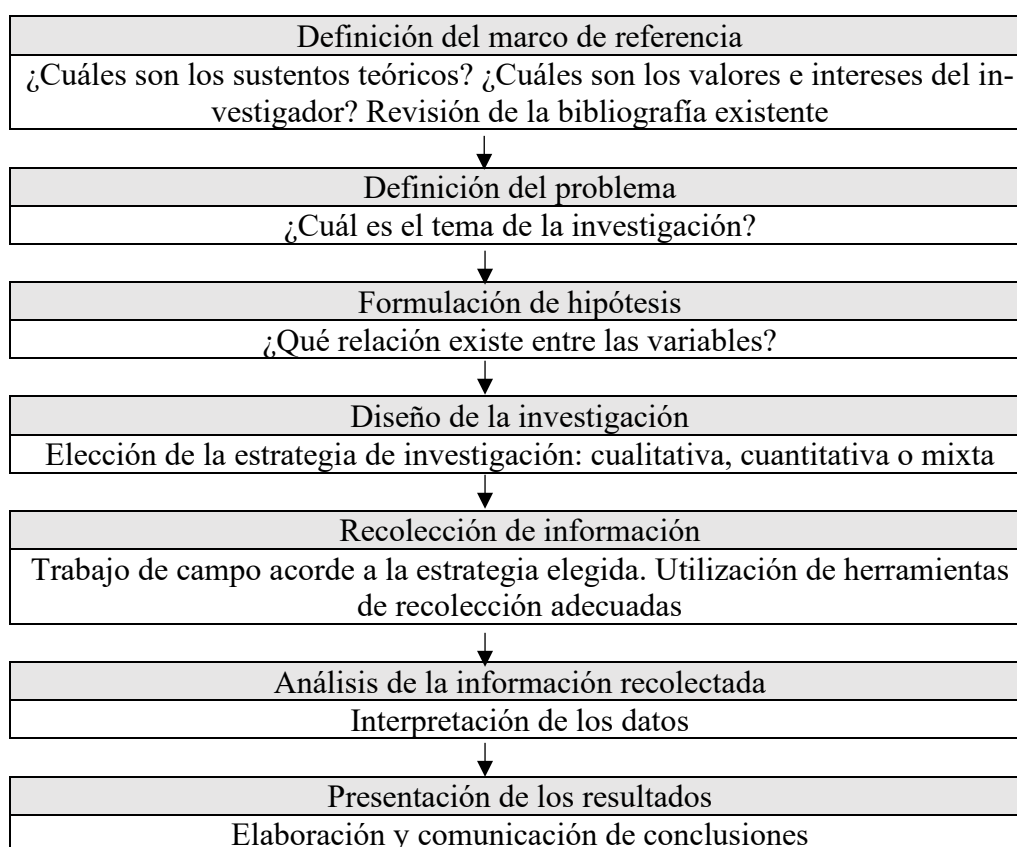 Definición del marco de referencia
¿Cuáles son los sustentos teóricos? ¿Cuáles son los valores e intereses del in-
vestigador? Revisión de la bibliografía existente
Definición del problema
¿Cuál es el tema de la investigación?
Formulación de hipótesis
¿Qué relación existe entre las variables?
Diseño de la investigación
Elección de la estrategia de investigación: cualitativa, cuantitativa o mixta
Recolección de información
Trabajo de campo acorde a la estrategia elegida. Utilización de herramientas
de recolección adecuadas
Análisis de la información recolectada
Interpretación de los datos
Presentación de los resultados
Elaboración y comunicación de conclusiones